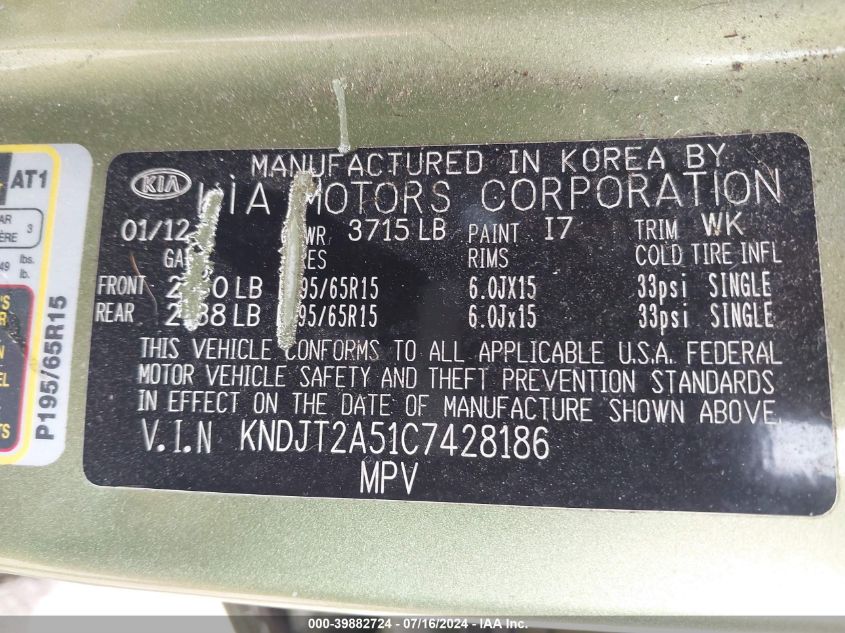 MANUFACTURED IN KOREA BY
KIA KIA MOTORS CORPORATION
01/12 3715 LB PAINT I7 TRIM WK
RIMS COLD TIRE INFL
FRONT LB 95/65R15 6.0JX15 33psi SINGLE
REAR LB 95/65R15 6.0Jx15 33psi SINGLE
THIS VEHICLE CONFORMS TO ALL APPLICABLE U.S.A. FEDERAL
MOTOR VEHICLE SAFETY AND THEFT PREVENTION STANDARDS
IN EFFECT ON THE DATE OF MANUFACTURE SHOWN ABOVE.
V.I.N KNDJT2A51C7428186
MPV
AT1
3
lbs.
lb.
P195/65R15
000-39882724 - 07/16/2024 - IAA Inc.